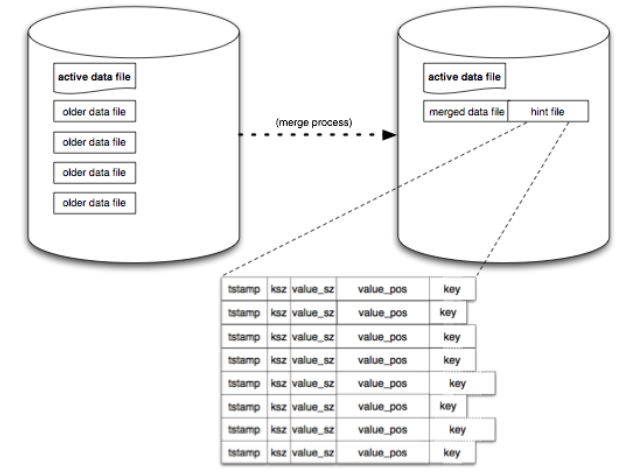 active data file
older data file
older data file
older data file
older data file
(merge process)
active data file
merged data file hint file
tstamp ksz value_sz value_pos key
tstamp ksz value_sz value_pos key
tstamp ksz value_sz value_pos key
tstamp ksz value_sz value_pos key
tstamp ksz value_sz value_pos key
tstamp ksz value_sz value_pos key
tstamp ksz value_sz value_pos key
tstamp ksz value_sz value_pos key